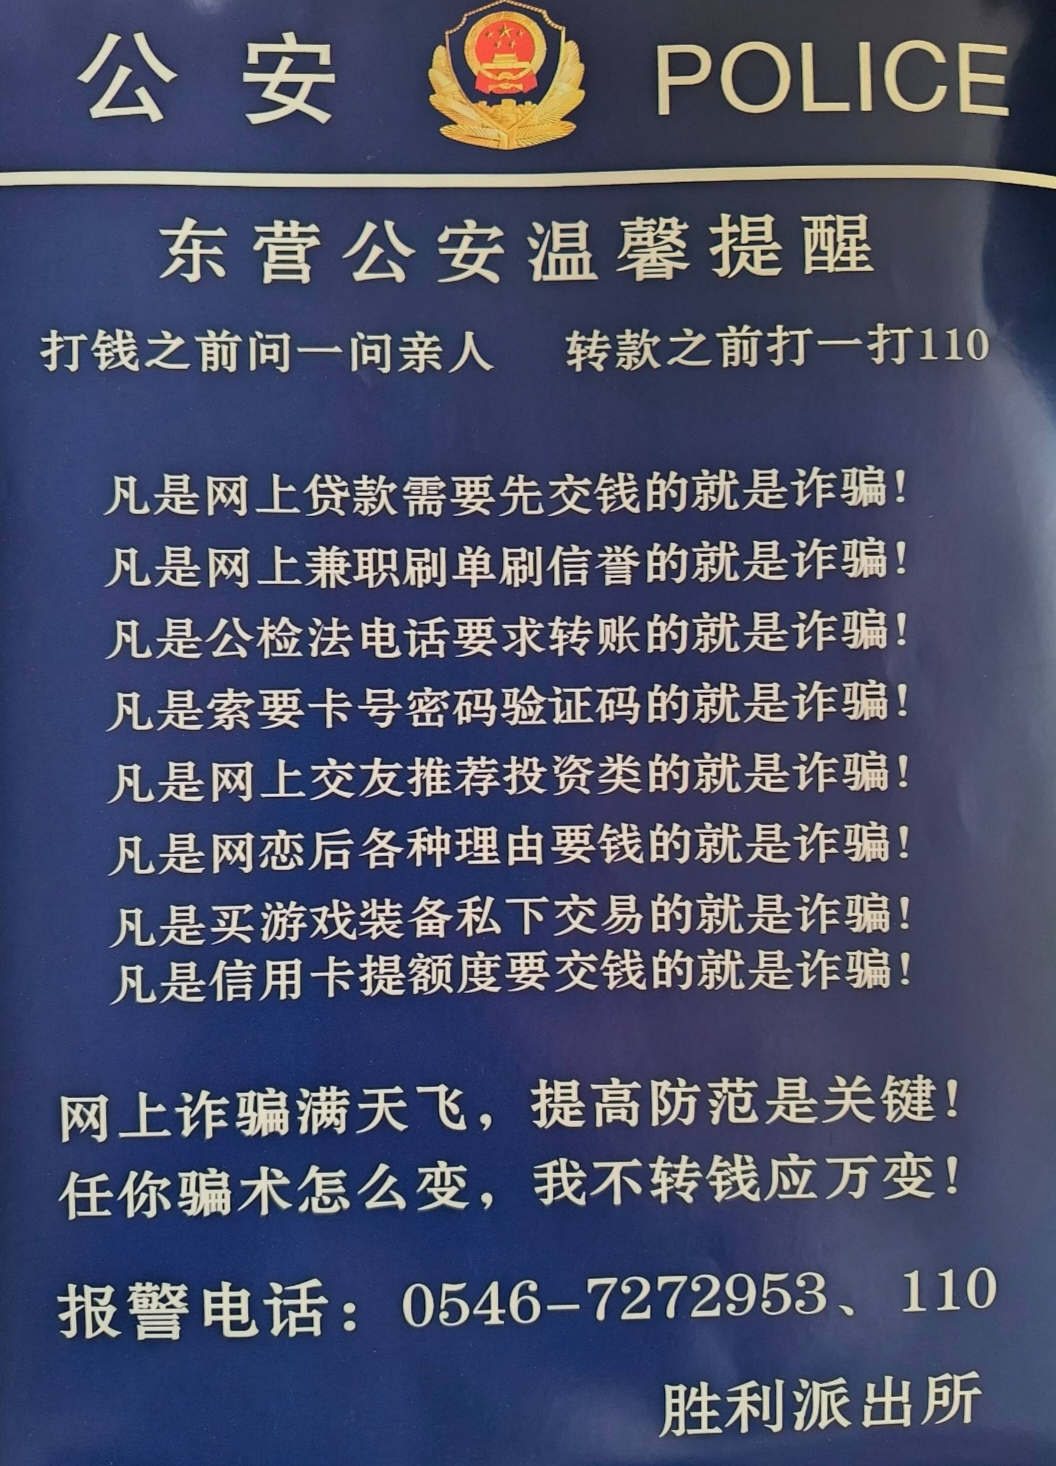 公安 POLICE
东营公安温馨提醒
打钱之前问一问亲人 转款之前打一打110
凡是网上贷款需要先交钱的就是诈骗!
凡是网上兼职刷单刷信誉的就是诈骗!
凡是公检法电话要求转账的就是诈骗!
凡是索要卡号密码验证码的就是诈骗!
凡是网上交友推荐投资类的就是诈骗!
凡是网恋后各种理由要钱的就是诈骗!
凡是买游戏装备私下交易的就是诈骗!
凡是信用卡提额度要交钱的就是诈骗!
网上诈骗满天飞，提高防范是关键!
任你骗术怎么变，我不转钱应万变!
报警电话：0546-7272953、110
胜利派出所